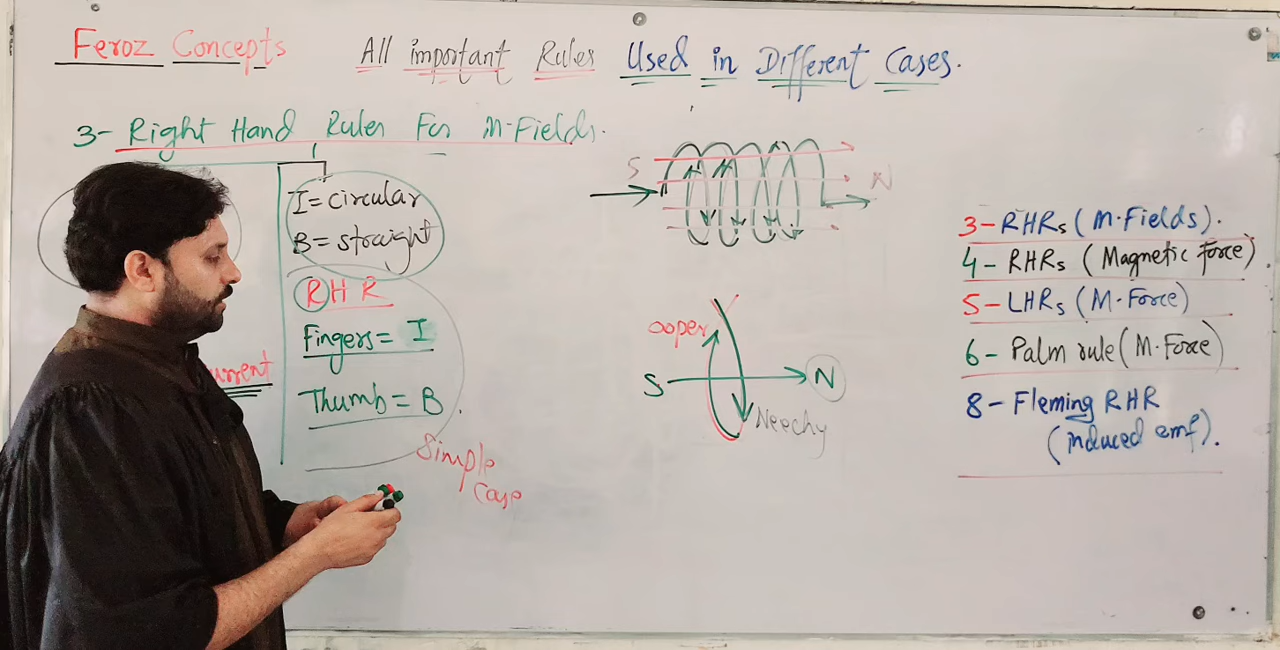 Feroz Concepts
All important Rules Used in Different Cases.
3- Right Hand Rules For M-Fields.
I = circular
B = straight
RHR
Fingers = I
Thumb = B.
Simple
Case
S
N
ooper
S
N
Neechy
3- RHRs (M.Fields).
4- RHRs (Magnetic force)
5- LHRs (M.Force)
6- Palm rule (M.Force)
8- Fleming RHR
(induced emf).